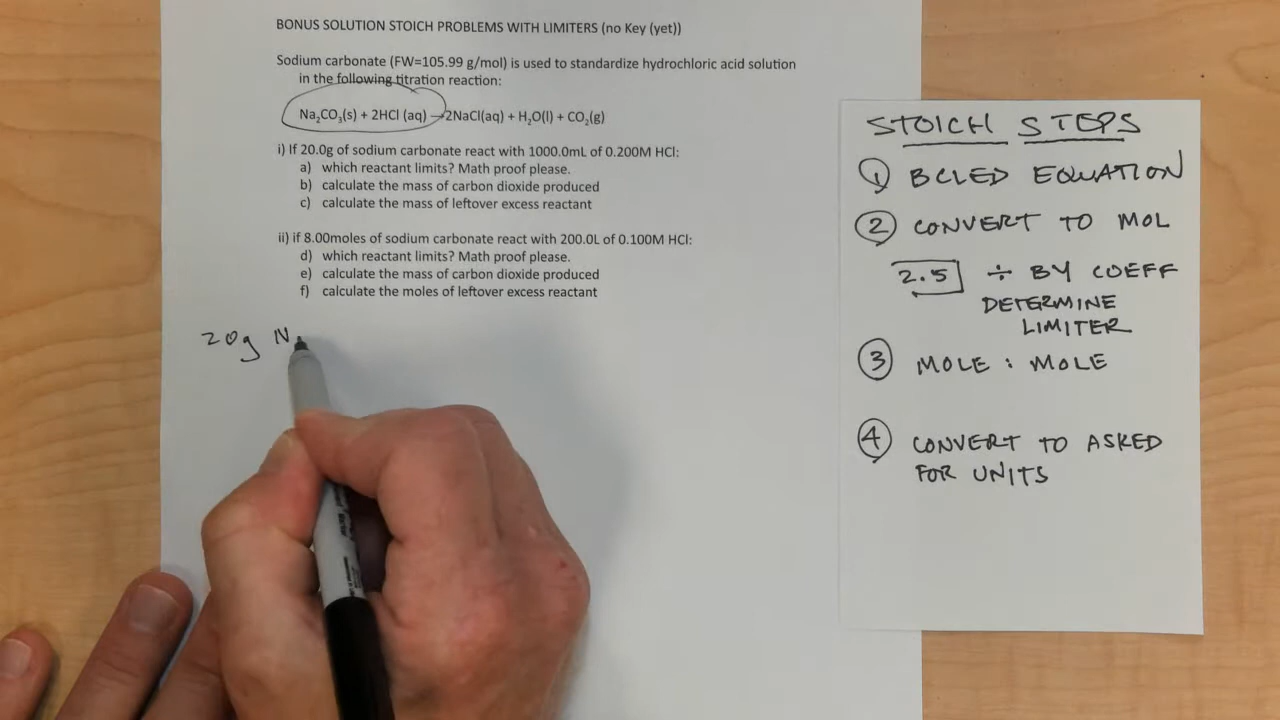 BONUS SOLUTION STOICH PROBLEMS WITH LIMITERS (no Key (yet))
Sodium carbonate (FW=105.99 g/mol) is used to standardize hydrochloric acid solution
in the following titration reaction:
Na₂CO₃(s) + 2HCl (aq) →2NaCl(aq) + H₂O(l) + CO₂(g)
i) If 20.0g of sodium carbonate react with 1000.0mL of 0.200M HCl:
a) which reactant limits? Math proof please.
b) calculate the mass of carbon dioxide produced
c) calculate the mass of leftover excess reactant
ii) if 8.00moles of sodium carbonate react with 200.0L of 0.100M HCl:
d) which reactant limits? Math proof please.
e) calculate the mass of carbon dioxide produced
f) calculate the moles of leftover excess reactant
20g N
STOICH STEPS
① BCLED EQUATION
② CONVERT TO MOL
2.5 ÷ BY COEFF
DETERMINE
LIMITER
③ MOLE : MOLE
④ CONVERT TO ASKED
FOR UNITS